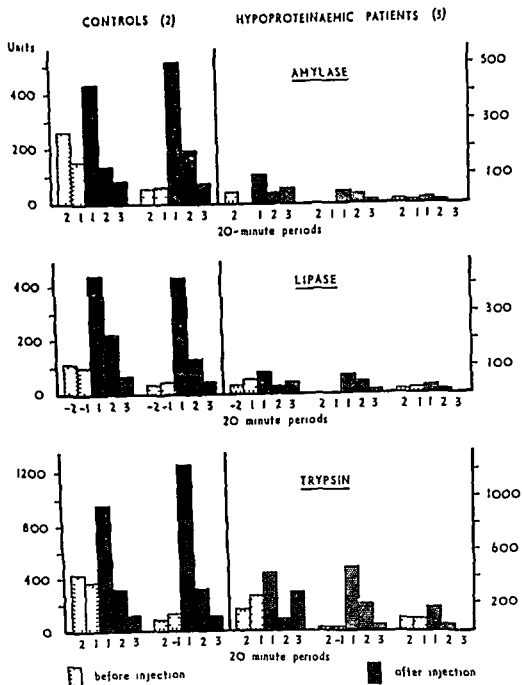 CONTROLS (2) HYPOPROTEINAEMIC PATIENTS (3)
Units
AMYLASE
400
200
0
500
300
100
2 1 1 2 3 2 1 1 2 3 2 1 2 3 2 1 1 2 3 2 1 1 2 3
20-minute periods
LIPASE
400
200
0
300
100
-2 -1 1 2 3 -2 -1 1 2 3 -2 1 1 2 3 2 1 1 2 3 2 1 1 2 3
20 minute periods
TRYPSIN
1200
800
400
0
1000
600
200
2 1 1 2 3 2 -1 1 2 3 2 1 1 2 3 2 -1 1 2 3 2 1 1 2 3
20 minute periods
before injection after injection